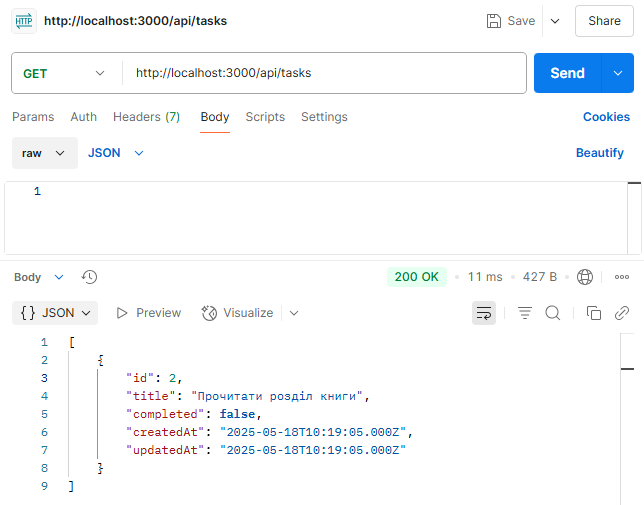 HTTP http://localhost:3000/api/tasks Save Share
GET http://localhost:3000/api/tasks Send
Params Auth Headers (7) Body Scripts Settings Cookies
raw JSON Beautify
1
Body 200 OK • 11 ms • 427 B •
{} JSON Preview Visualize
1 [
2 {
3 "id": 2,
4 "title": "Прочитати розділ книги",
5 "completed": false,
6 "createdAt": "2025-05-18T10:19:05.000Z",
7 "updatedAt": "2025-05-18T10:19:05.000Z"
8 }
9 ]